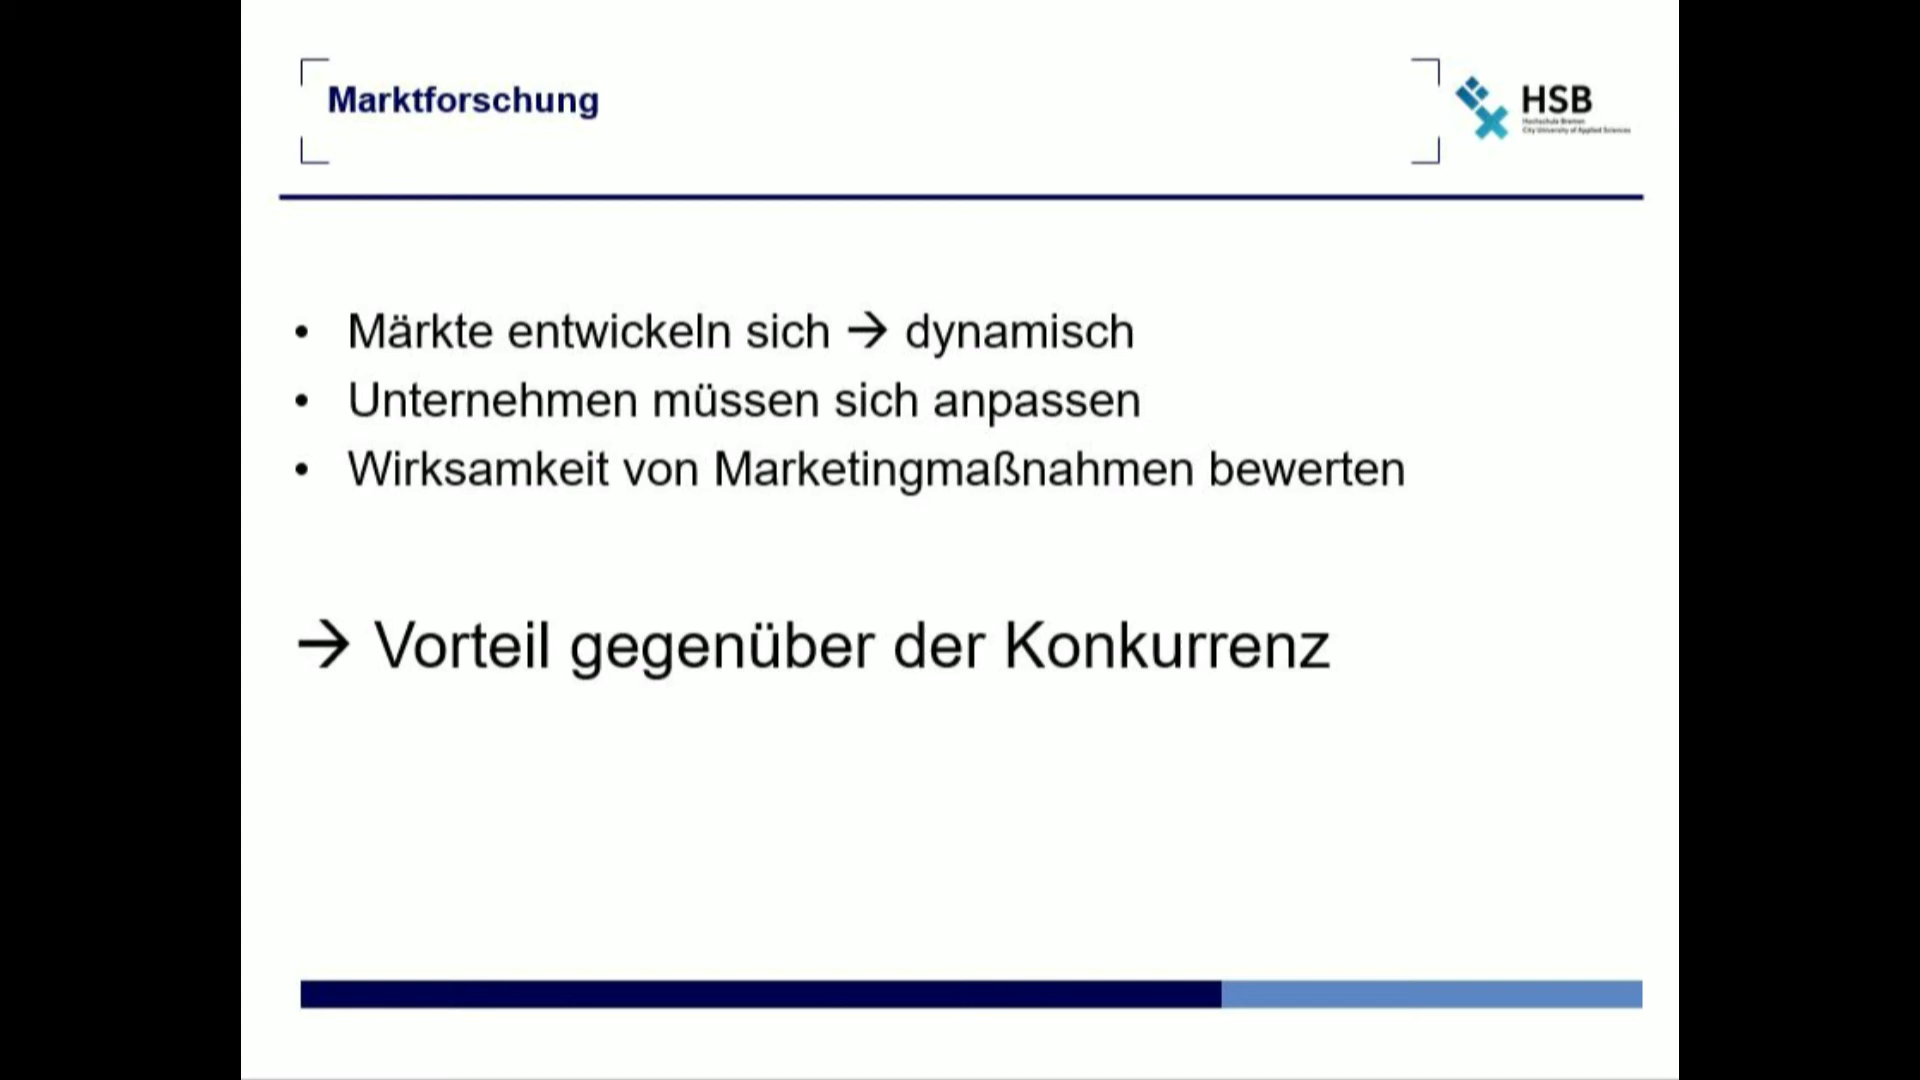 Marktforschung
HSB
Hochschule Bremen
City University of Applied Sciences
• Märkte entwickeln sich → dynamisch
• Unternehmen müssen sich anpassen
• Wirksamkeit von Marketingmaßnahmen bewerten
→ Vorteil gegenüber der Konkurrenz